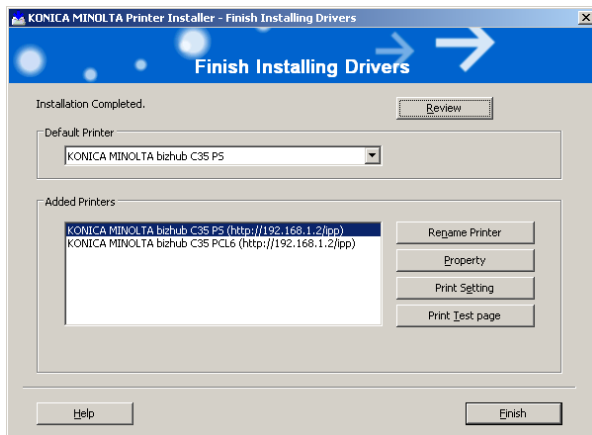 KONICA MINOLTA Printer Installer - Finish Installing Drivers
Finish Installing Drivers
Installation Completed.
Review
Default Printer
KONICA MINOLTA bizhub C35 PS
Added Printers
KONICA MINOLTA bizhub C35 PS (http://192.168.1.2/ipp)
KONICA MINOLTA bizhub C35 PCL6 (http://192.168.1.2/ipp)
Rename Printer
Property
Print Setting
Print Test page
Help
Finish